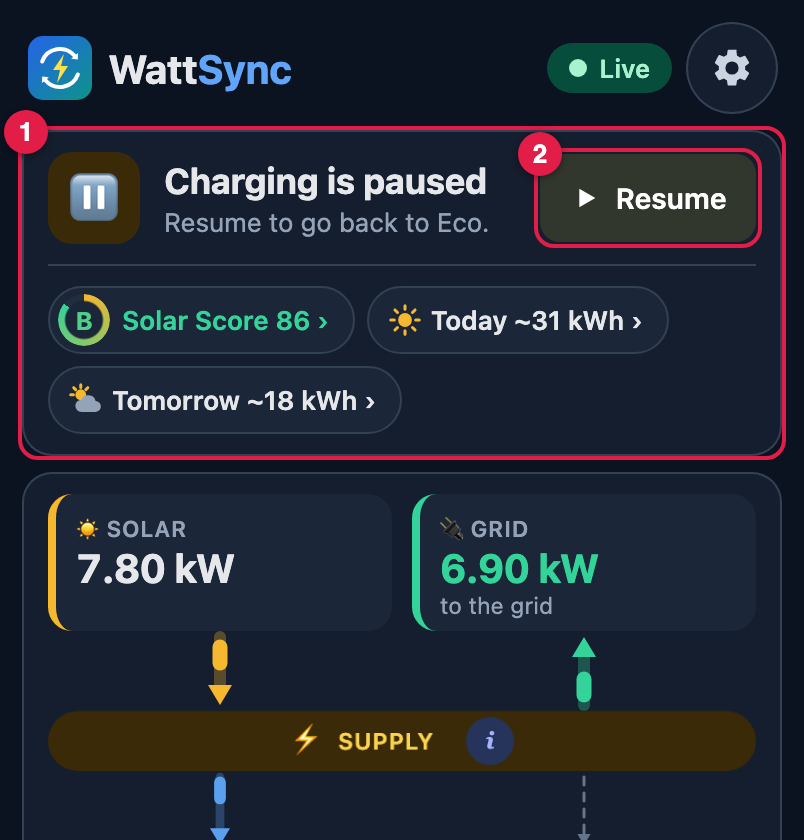 WattSync
Live
1
Charging is paused
Resume to go back to Eco.
2
▶ Resume
B Solar Score 86 ›
Today ~31 kWh ›
Tomorrow ~18 kWh ›
SOLAR
7.80 kW
GRID
6.90 kW
to the grid
SUPPLY
i